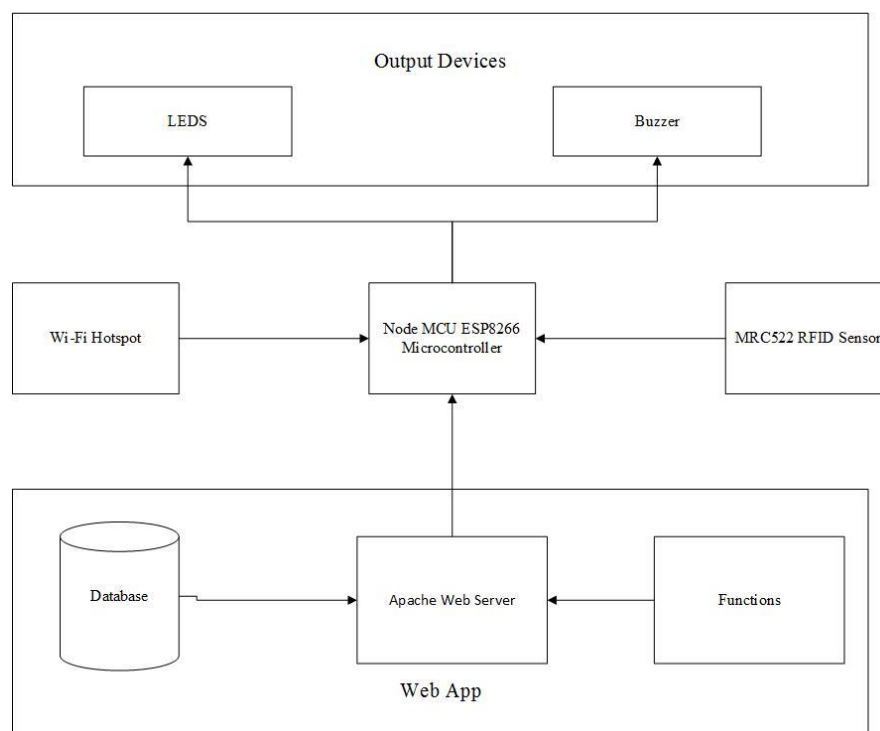 Output Devices
LEDS
Buzzer
Wi-Fi Hotspot
Node MCU ESP8266
Microcontroller
MRC522 RFID Sensor
Database
Apache Web Server
Functions
Web App